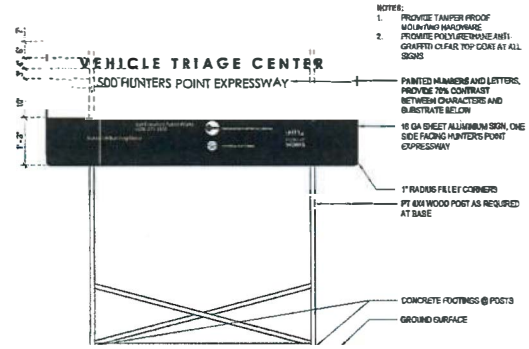 NOTES:
1. PROVIDE TAMPER PROOF
MOUNTING HARDWARE
2. PROVIDE POLYURETHANE ANTI-
GRAFFITI CLEAR TOP COAT AT ALL
SIGNS
VEHICLE TRIAGE CENTER
500 HUNTERS POINT EXPRESSWAY
PAINTED NUMBERS AND LETTERS,
PROVIDE 70% CONTRAST
BETWEEN CHARACTERS AND
SUBSTRATE BELOW
16 GA SHEET ALUMINUM SIGN, ONE
SIDE FACING HUNTER'S POINT
EXPRESSWAY
1" RADIUS FILLET CORNERS
PT 4X4 WOOD POST AS REQUIRED
AT BASE
CONCRETE FOOTINGS @ POSTS
GROUND SURFACE